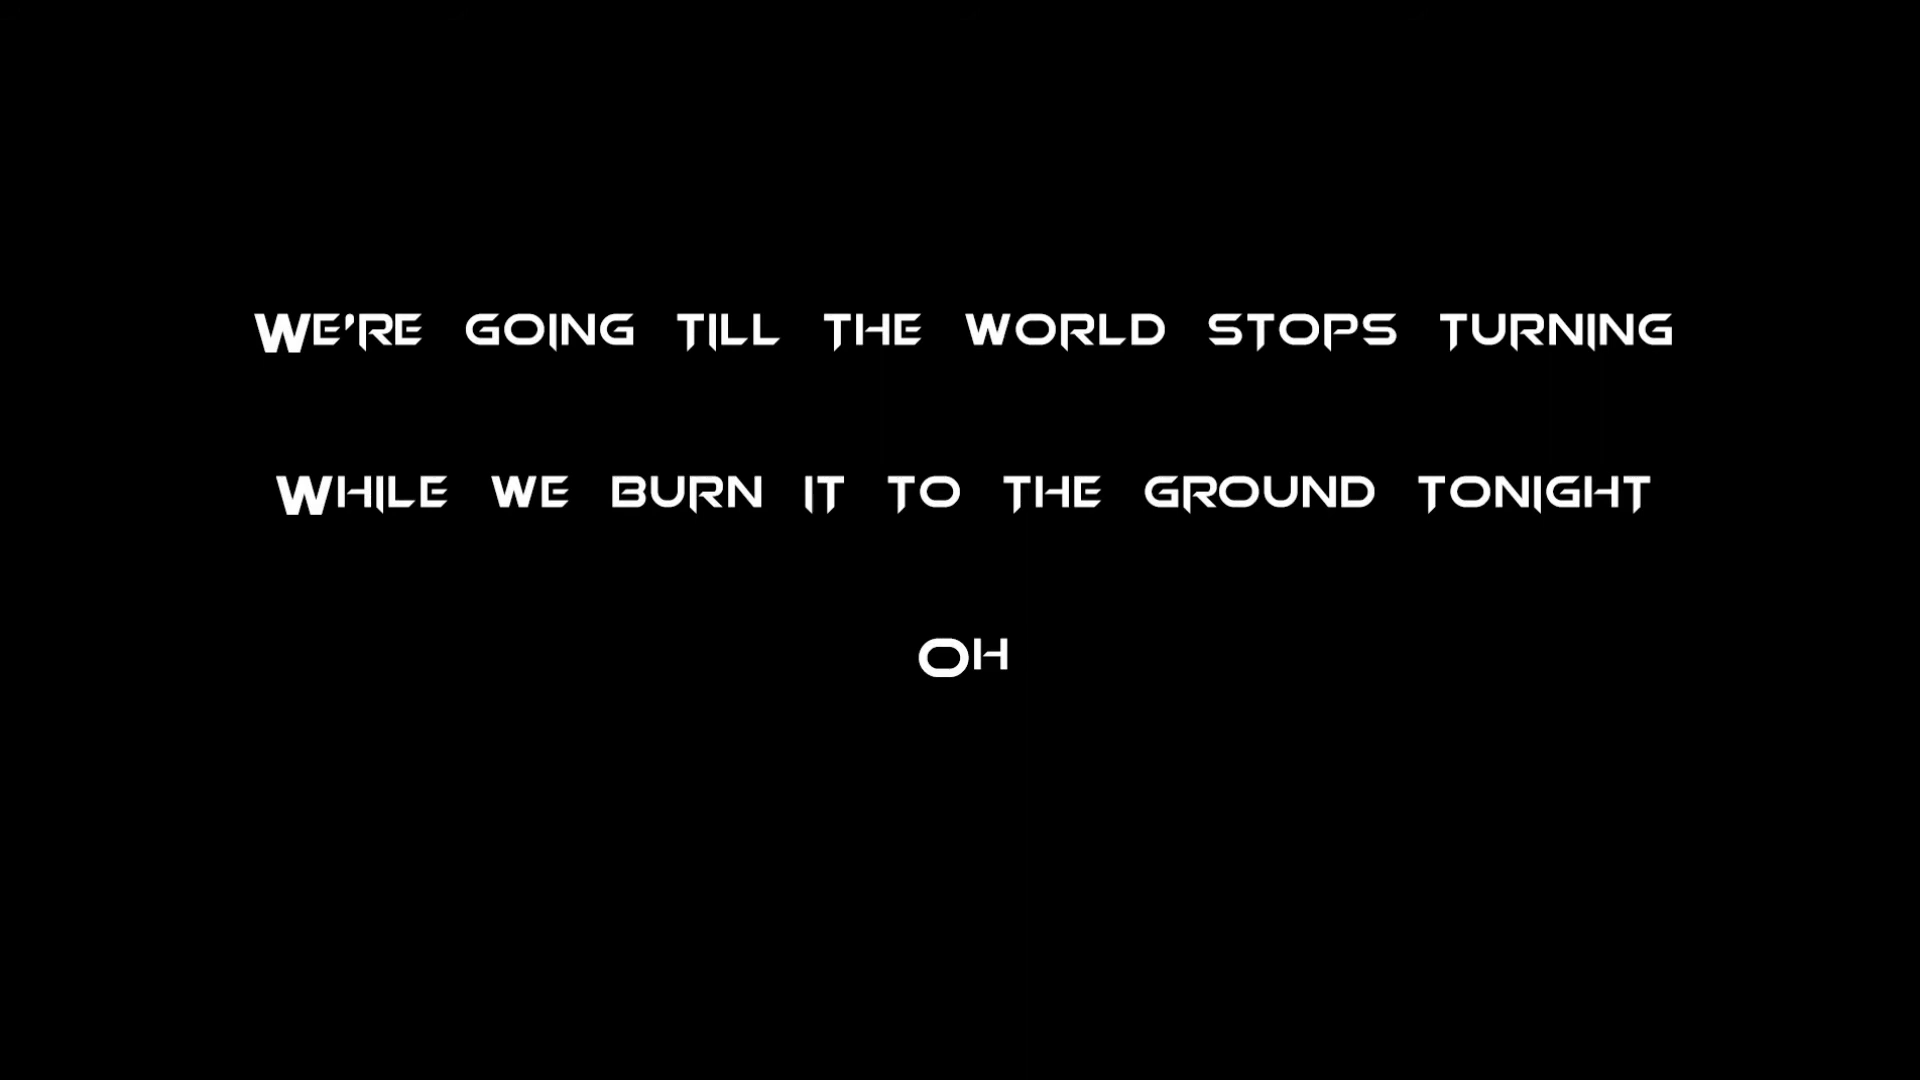 We're going till the world stops turning
While we burn it to the ground tonight
Oh